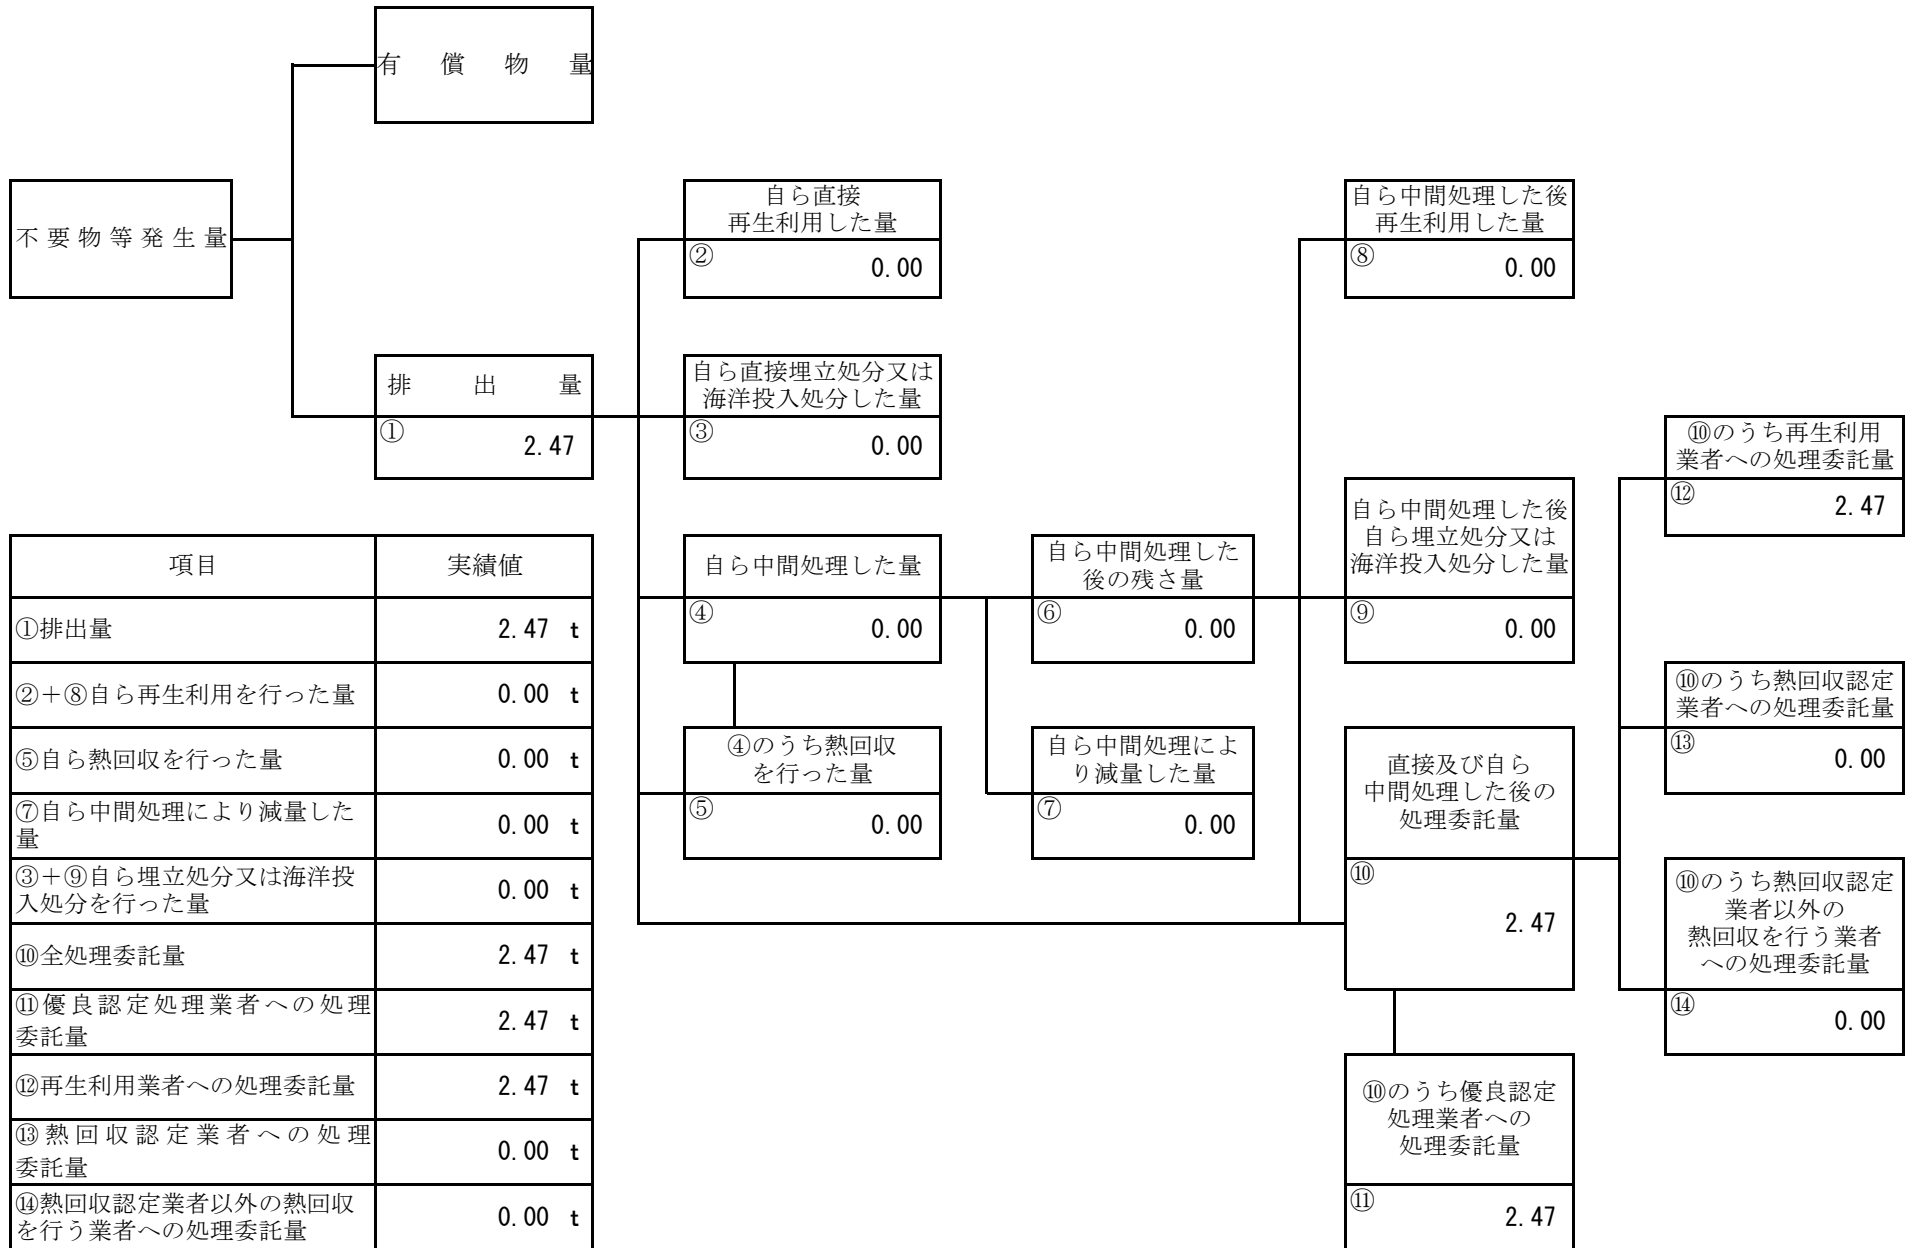 有償物量
不要物等発生量
自ら直接
再生利用した量
②
0.00
自ら中間処理した後
再生利用した量
⑧
0.00
排出量
①
2.47
自ら直接埋立処分又は
海洋投入処分した量
③
0.00
⑩のうち再生利用
業者への処理委託量
⑫
2.47
自ら中間処理した量
④
0.00
自ら中間処理した
後の残さ量
⑥
0.00
自ら中間処理した後
自ら埋立処分又は
海洋投入処分した量
⑨
0.00
④のうち熱回収
を行った量
⑤
0.00
自ら中間処理によ
り減量した量
⑦
0.00
直接及び自ら
中間処理した後の
処理委託量
⑩
2.47
⑩のうち熱回収認定
業者への処理委託量
⑬
0.00
⑩のうち熱回収認定
業者以外の
熱回収を行う業者
への処理委託量
⑭
0.00
⑩のうち優良認定
処理業者への
処理委託量
⑪
2.47
項目 実績値
①排出量 2.47 t
②+⑧自ら再生利用を行った量 0.00 t
⑤自ら熱回収を行った量 0.00 t
⑦自ら中間処理により減量した
量 0.00 t
③+⑨自ら埋立処分又は海洋投
入処分を行った量 0.00 t
⑩全処理委託量 2.47 t
⑪優良認定処理業者への処理
委託量 2.47 t
⑫再生利用業者への処理委託量 2.47 t
⑬熱回収認定業者への処理
委託量 0.00 t
⑭熱回収認定業者以外の熱回収
を行う業者への処理委託量 0.00 t